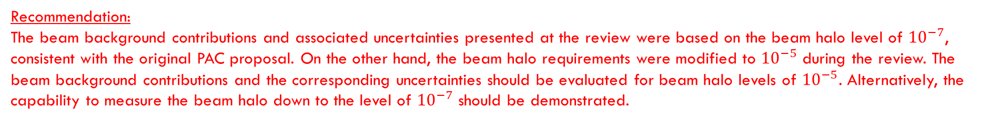 Recommendation:
The beam background contributions and associated uncertainties presented at the review were based on the beam halo level of 10⁻⁷,
consistent with the original PAC proposal. On the other hand, the beam halo requirements were modified to 10⁻⁵ during the review. The
beam background contributions and the corresponding uncertainties should be evaluated for beam halo levels of 10⁻⁵. Alternatively, the
capability to measure the beam halo down to the level of 10⁻⁷ should be demonstrated.